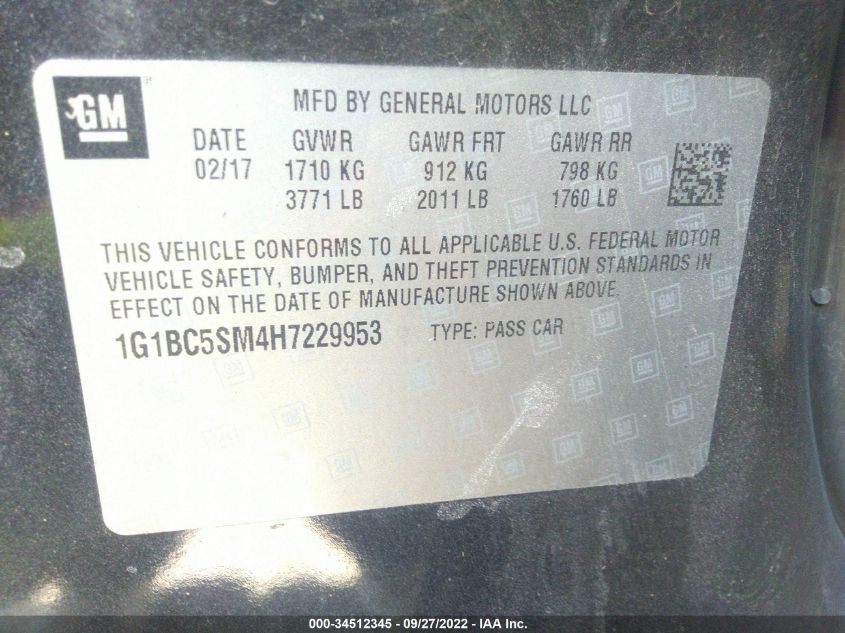 GM
MFD BY GENERAL MOTORS LLC
DATE GVWR GAWR FRT GAWR RR
02/17 1710 KG 912 KG 798 KG
3771 LB 2011 LB 1760 LB
THIS VEHICLE CONFORMS TO ALL APPLICABLE U.S. FEDERAL MOTOR
VEHICLE SAFETY, BUMPER, AND THEFT PREVENTION STANDARDS IN
EFFECT ON THE DATE OF MANUFACTURE SHOWN ABOVE.
1G1BC5SM4H7229953 TYPE: PASS CAR
000-34512345 - 09/27/2022 - IAA Inc.